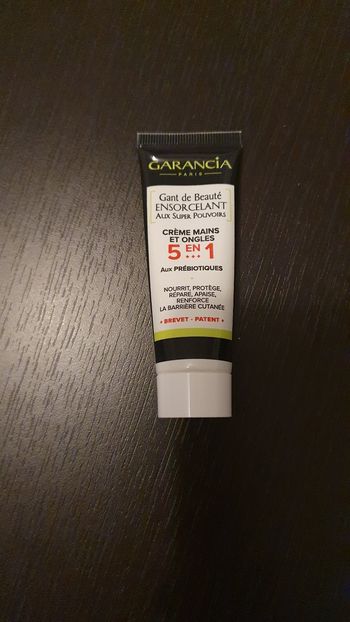 GARANCIA
PARIS
Gant de Beauté
ENSORCELANT
AUX SUPER POUVOIRS
CRÈME MAINS
ET ONGLES
5 EN 1
AUX PRÉBIOTIQUES
NOURRIT, PROTÈGE,
RÉPARE, APAISE,
RENFORCE
LA BARRIÈRE CUTANÉE
+ BREVET - PATENT +